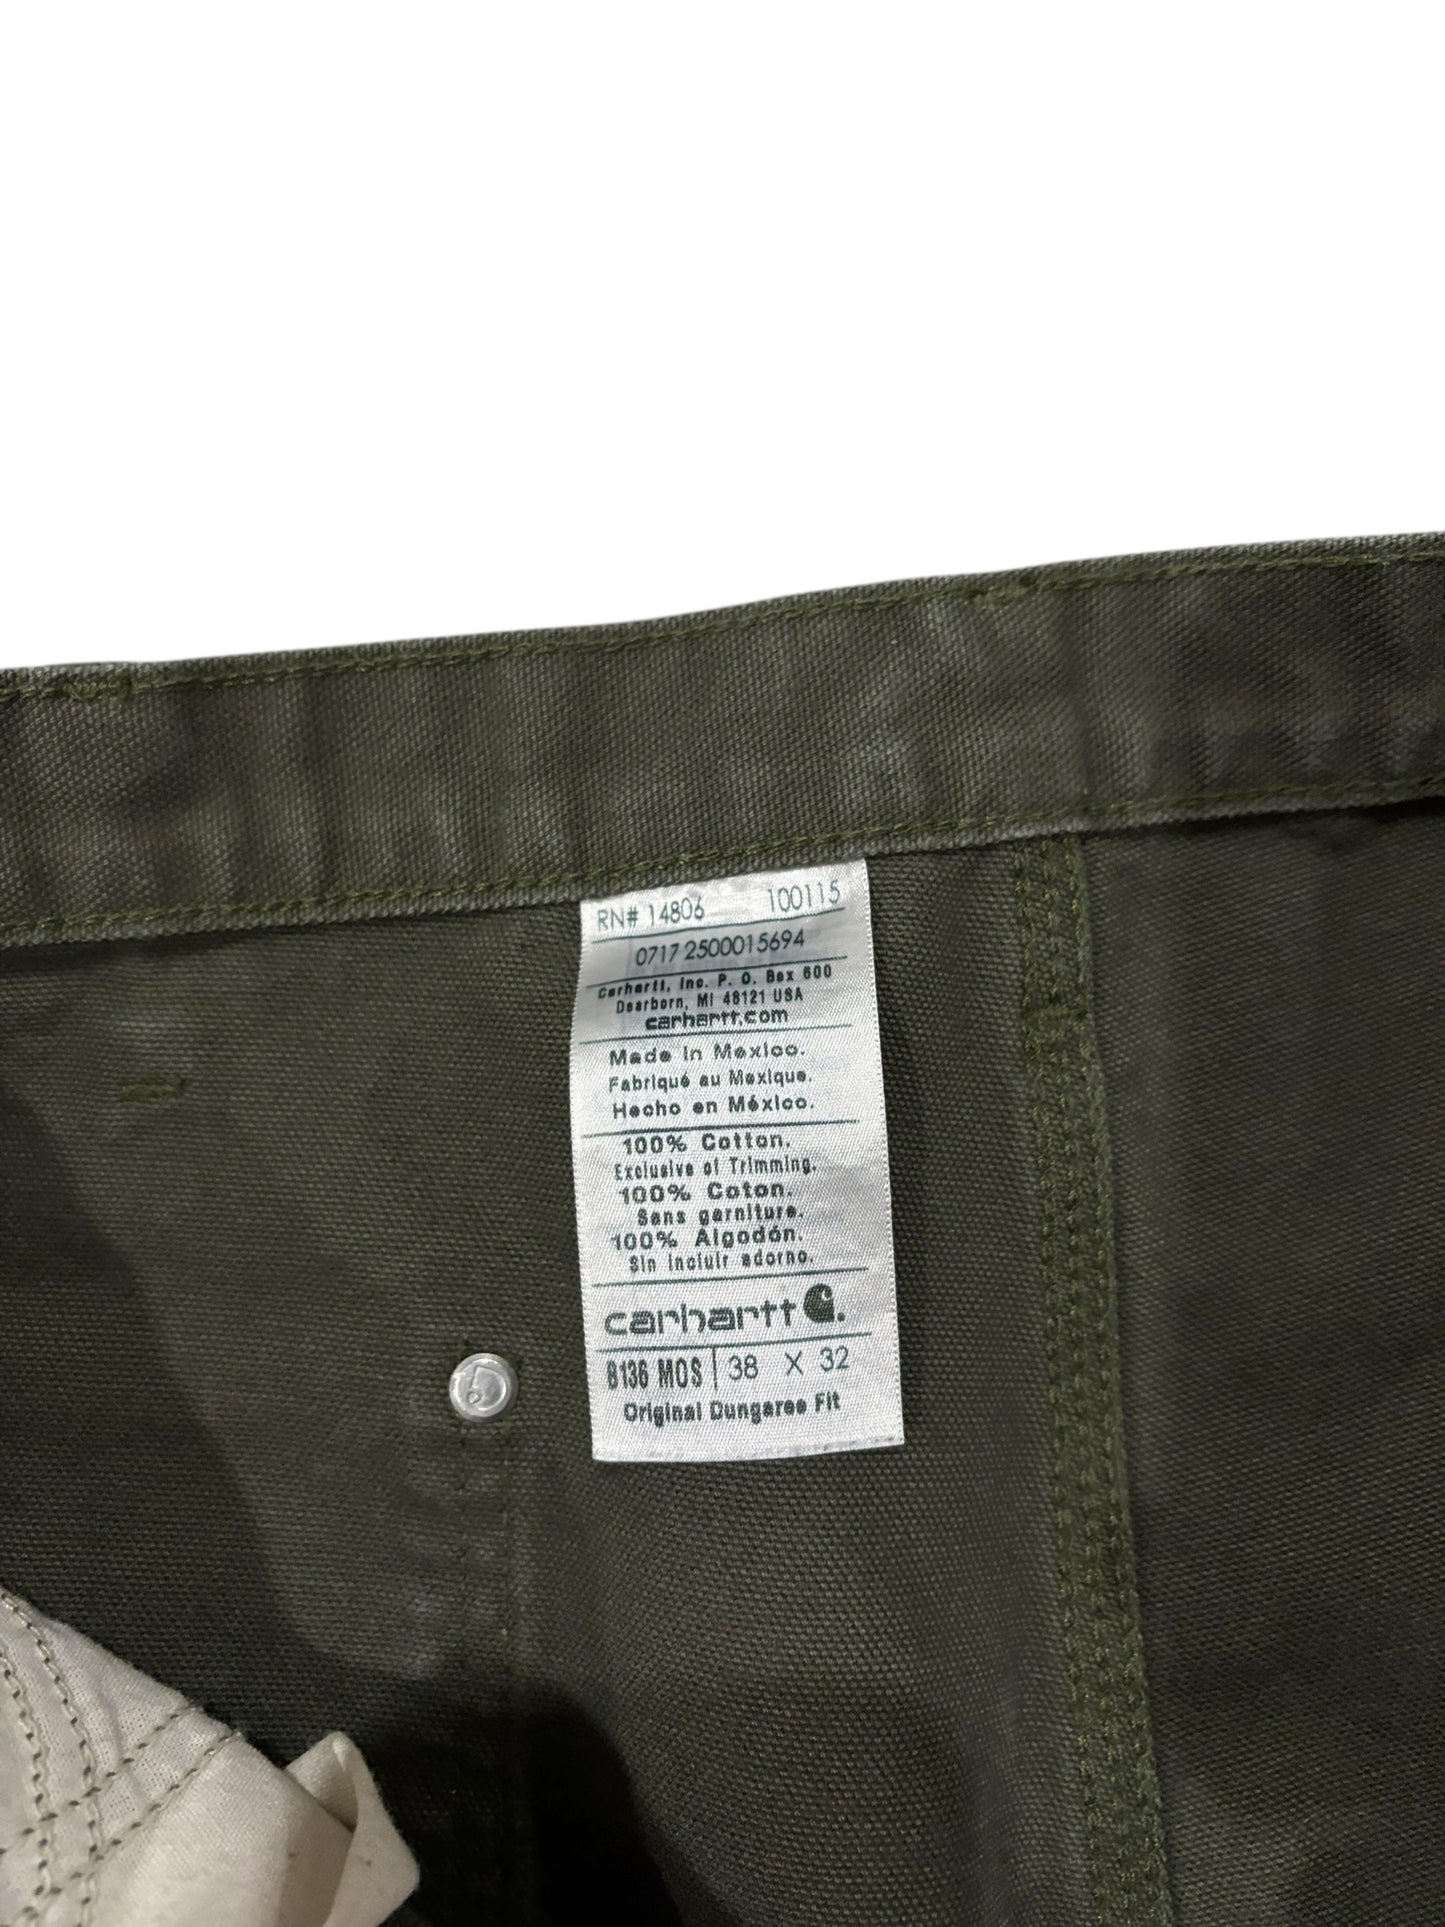 RN# 14806 100115
0717 2500015694
Carhartt, Inc. P. O. Box 600
Dearborn, MI 48121 USA
carhartt.com
Made in Mexico.
Fabriqué au Mexique.
Hecho en México.
100% Cotton.
Exclusive of Trimming.
100% Coton.
Sans garniture.
100% Algodón.
Sin incluir adorno.
carhartt
B136 MOS 38 X 32
Original Dungaree Fit